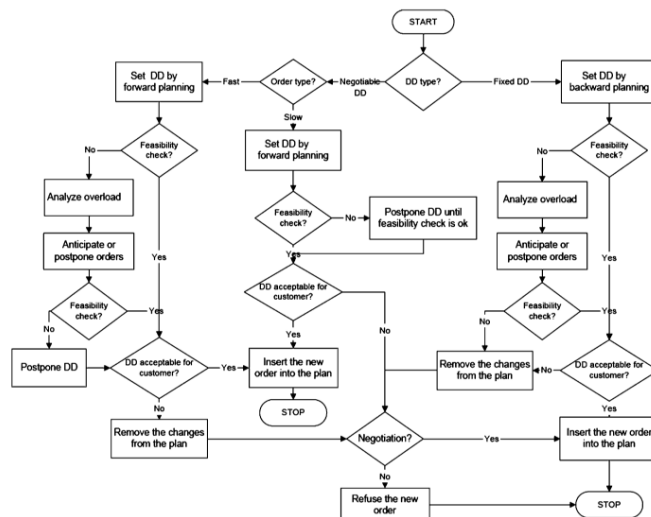 START
Set DD by
forward planning
Fast
Order type?
Negotiable
DD
DD type?
Fixed DD
Set DD by
backward planning
Slow
Feasibility
check?
No
Set DD by
forward planning
Feasibility
check?
No
Analyze overload
Feasibility
check?
No
Postpone DD until
feasibility check is ok
Analyze overload
Anticipate or
postpone orders
Yes
Yes
Anticipate or
postpone orders
Yes
DD acceptable for
customer?
Feasibility
check?
Yes
No
Yes
No
Feasibility
check?
Yes
No
Postpone DD
DD acceptable for
customer?
Yes
Insert the new
order into the plan
Remove the changes
from the plan
No
DD acceptable for
customer?
No
STOP
Yes
Remove the changes
from the plan
Negotiation?
Yes
Insert the new order
into the plan
No
Refuse the new
order
STOP